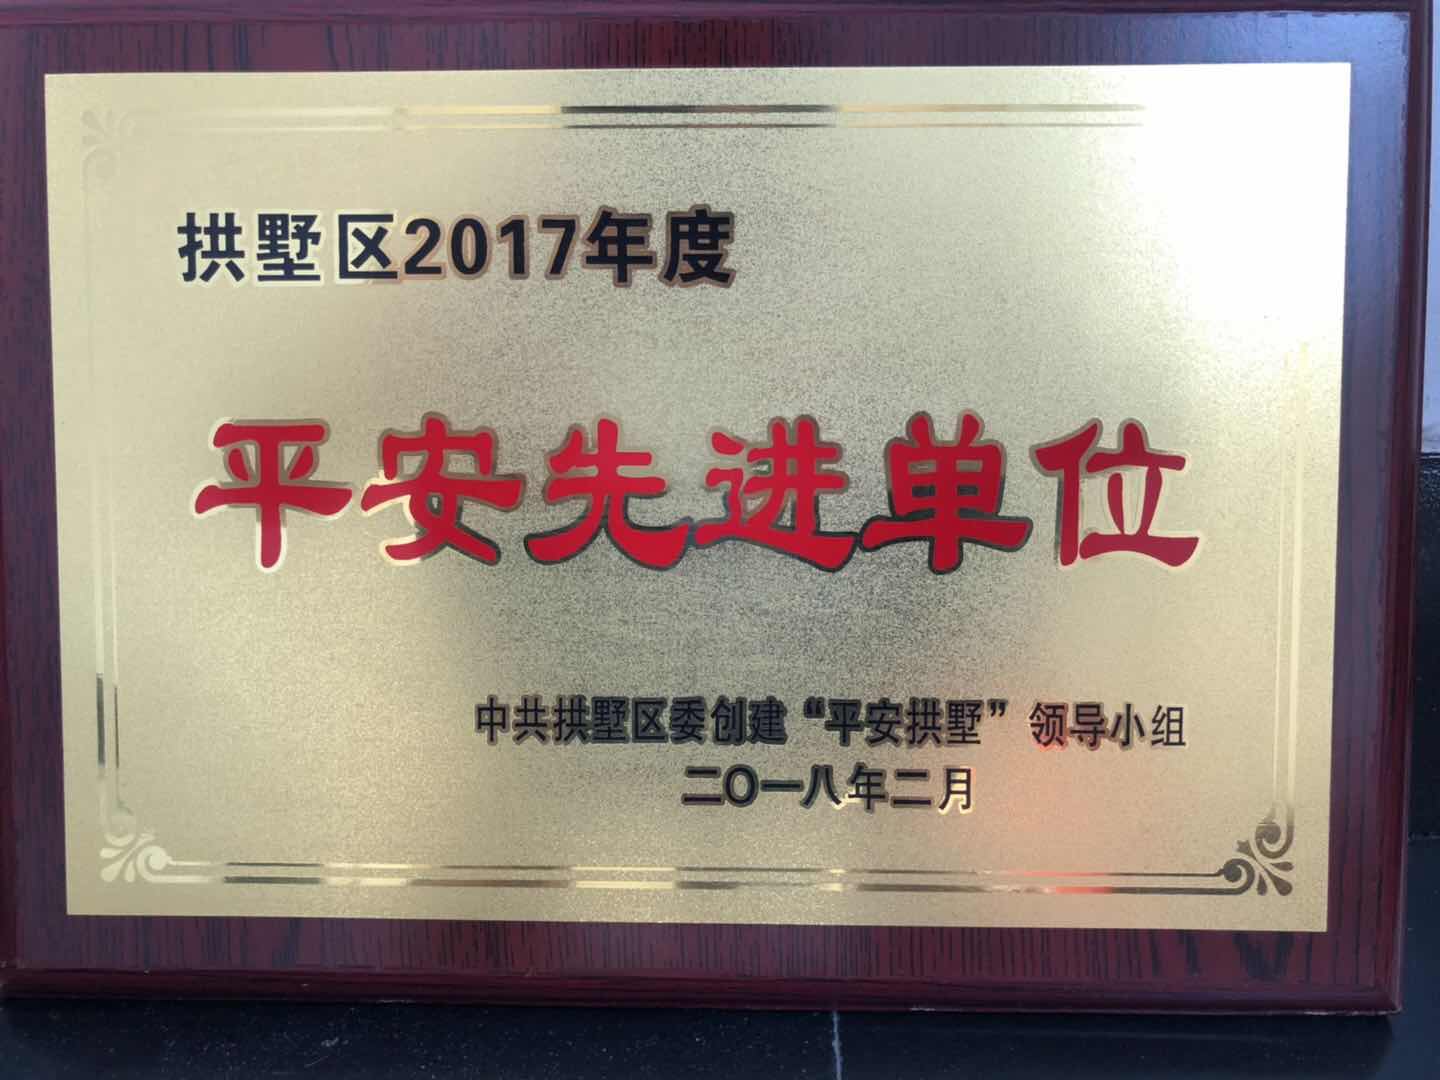 拱墅区2017年度
平安先进单位
中共拱墅区委创建“平安拱墅”领导小组
二〇一八年二月